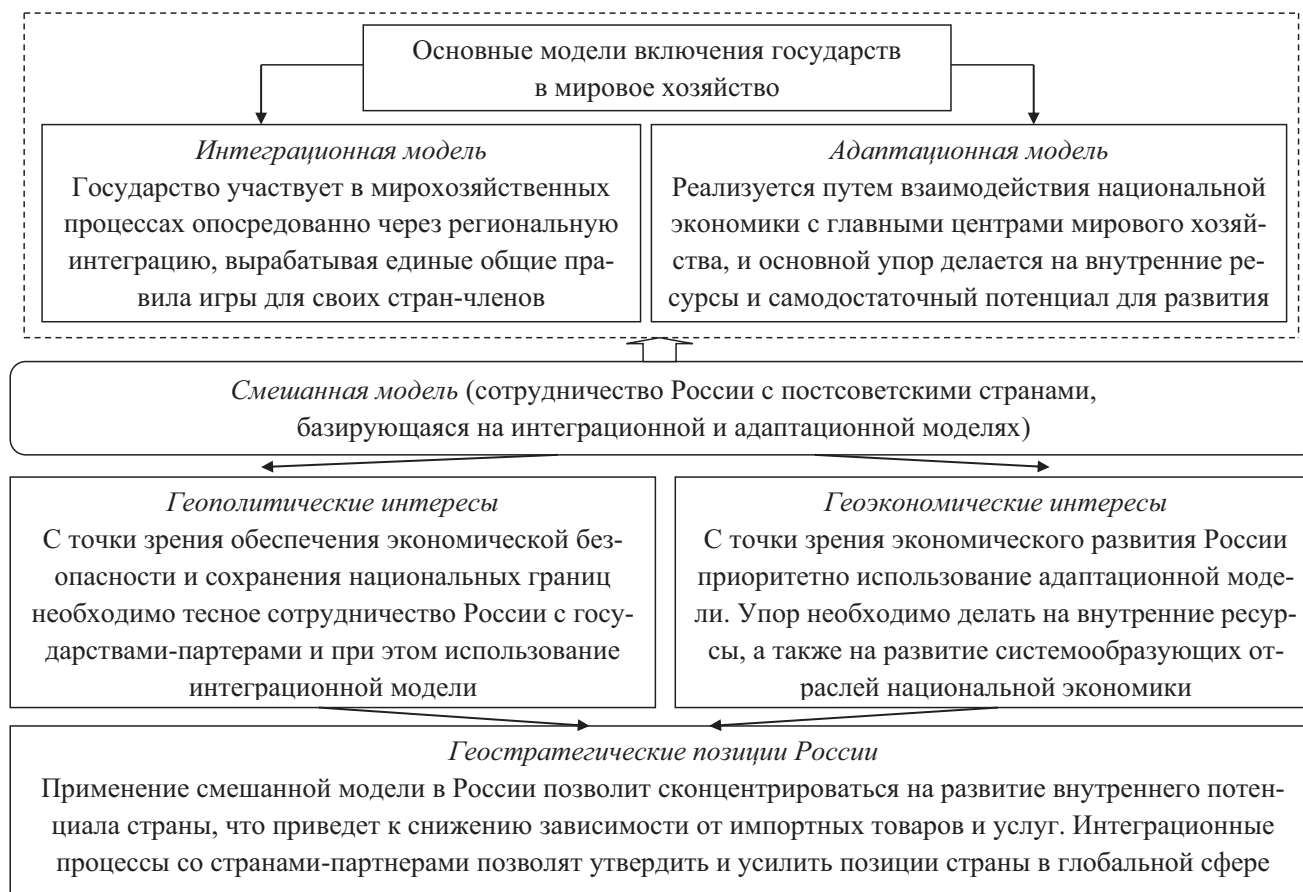 Основные модели включения государств
в мировое хозяйство
Интеграционная модель
Государство участвует в мирохозяйственных
процессах опосредованно через региональную
интеграцию, вырабатывая единые общие пра-
вила игры для своих стран-членов
Адаптационная модель
Реализуется путем взаимодействия национальной
экономики с главными центрами мирового хозяй-
ства, и основной упор делается на внутренние ре-
сурсы и самодостаточный потенциал для развития
Смешанная модель (сотрудничество России с постсоветскими странами,
базирующаяся на интеграционной и адаптационной моделях)
Геополитические интересы
С точки зрения обеспечения экономической без-
опасности и сохранения национальных границ
необходимо тесное сотрудничество России с госу-
дарствами-партерами и при этом использование
интеграционной модели
Геоэкономические интересы
С точки зрения экономического развития России
приоритетно использование адаптационной моде-
ли. Упор необходимо делать на внутренние ресур-
сы, а также на развитие системообразующих от-
раслей национальной экономики
Геостратегические позиции России
Применение смешанной модели в России позволит сконцентрироваться на развитие внутреннего потен-
циала страны, что приведет к снижению зависимости от импортных товаров и услуг. Интеграционные
процессы со странами-партнерами позволят утвердить и усилить позиции страны в глобальной сфере